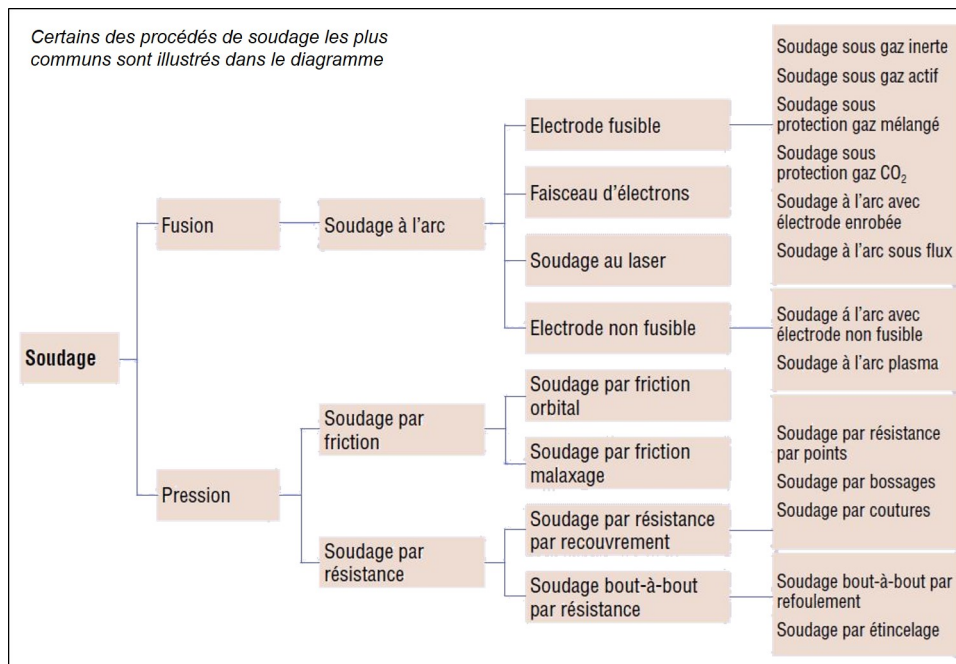 Certains des procédés de soudage les plus
communs sont illustrés dans le diagramme
Soudage
Fusion
Pression
Soudage à l'arc
Soudage par
friction
Soudage par
résistance
Electrode fusible
Faisceau d'électrons
Soudage au laser
Electrode non fusible
Soudage par friction
orbital
Soudage par friction
malaxage
Soudage par résistance
par recouvrement
Soudage bout-à-bout
par résistance
Soudage sous gaz inerte
Soudage sous gaz actif
Soudage sous
protection gaz mélangé
Soudage sous
protection gaz CO₂
Soudage à l'arc avec
électrode enrobée
Soudage à l'arc sous flux
Soudage á l'arc avec
électrode non fusible
Soudage à l'arc plasma
Soudage par résistance
par points
Soudage par bossages
Soudage par coutures
Soudage bout-à-bout par
refoulement
Soudage par étincelage